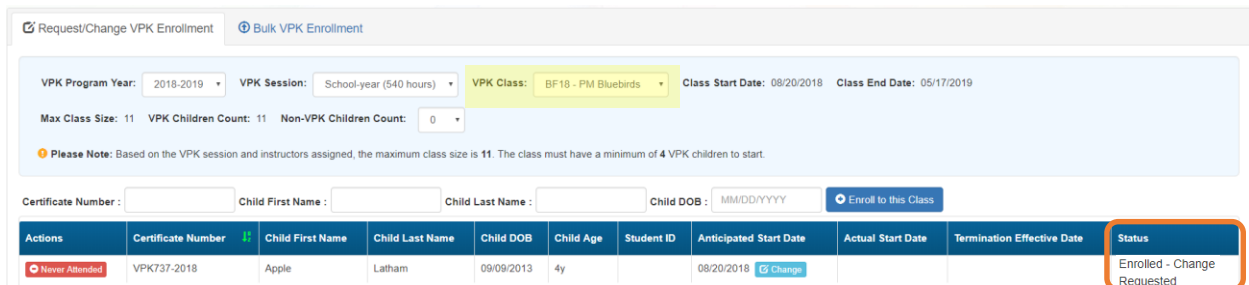 Request/Change VPK Enrollment Bulk VPK Enrollment
VPK Program Year: 2018-2019 VPK Session: School-year (540 hours) VPK Class: BF18 - PM Bluebirds Class Start Date: 08/20/2018 Class End Date: 05/17/2019
Max Class Size: 11 VPK Children Count: 11 Non-VPK Children Count: 0
Please Note: Based on the VPK session and instructors assigned, the maximum class size is 11. The class must have a minimum of 4 VPK children to start.
Certificate Number : Child First Name : Child Last Name : Child DOB : MM/DD/YYYY Enroll to this Class
Actions Certificate Number Child First Name Child Last Name Child DOB Child Age Student ID Anticipated Start Date Actual Start Date Termination Effective Date Status
Never Attended VPK737-2018 Apple Latham 09/09/2013 4y 08/20/2018 Change Enrolled - Change
Requested